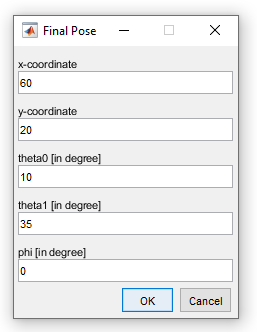 Final Pose
x-coordinate
60
y-coordinate
20
theta0 [in degree]
10
theta1 [in degree]
35
phi [in degree]
0
OK Cancel